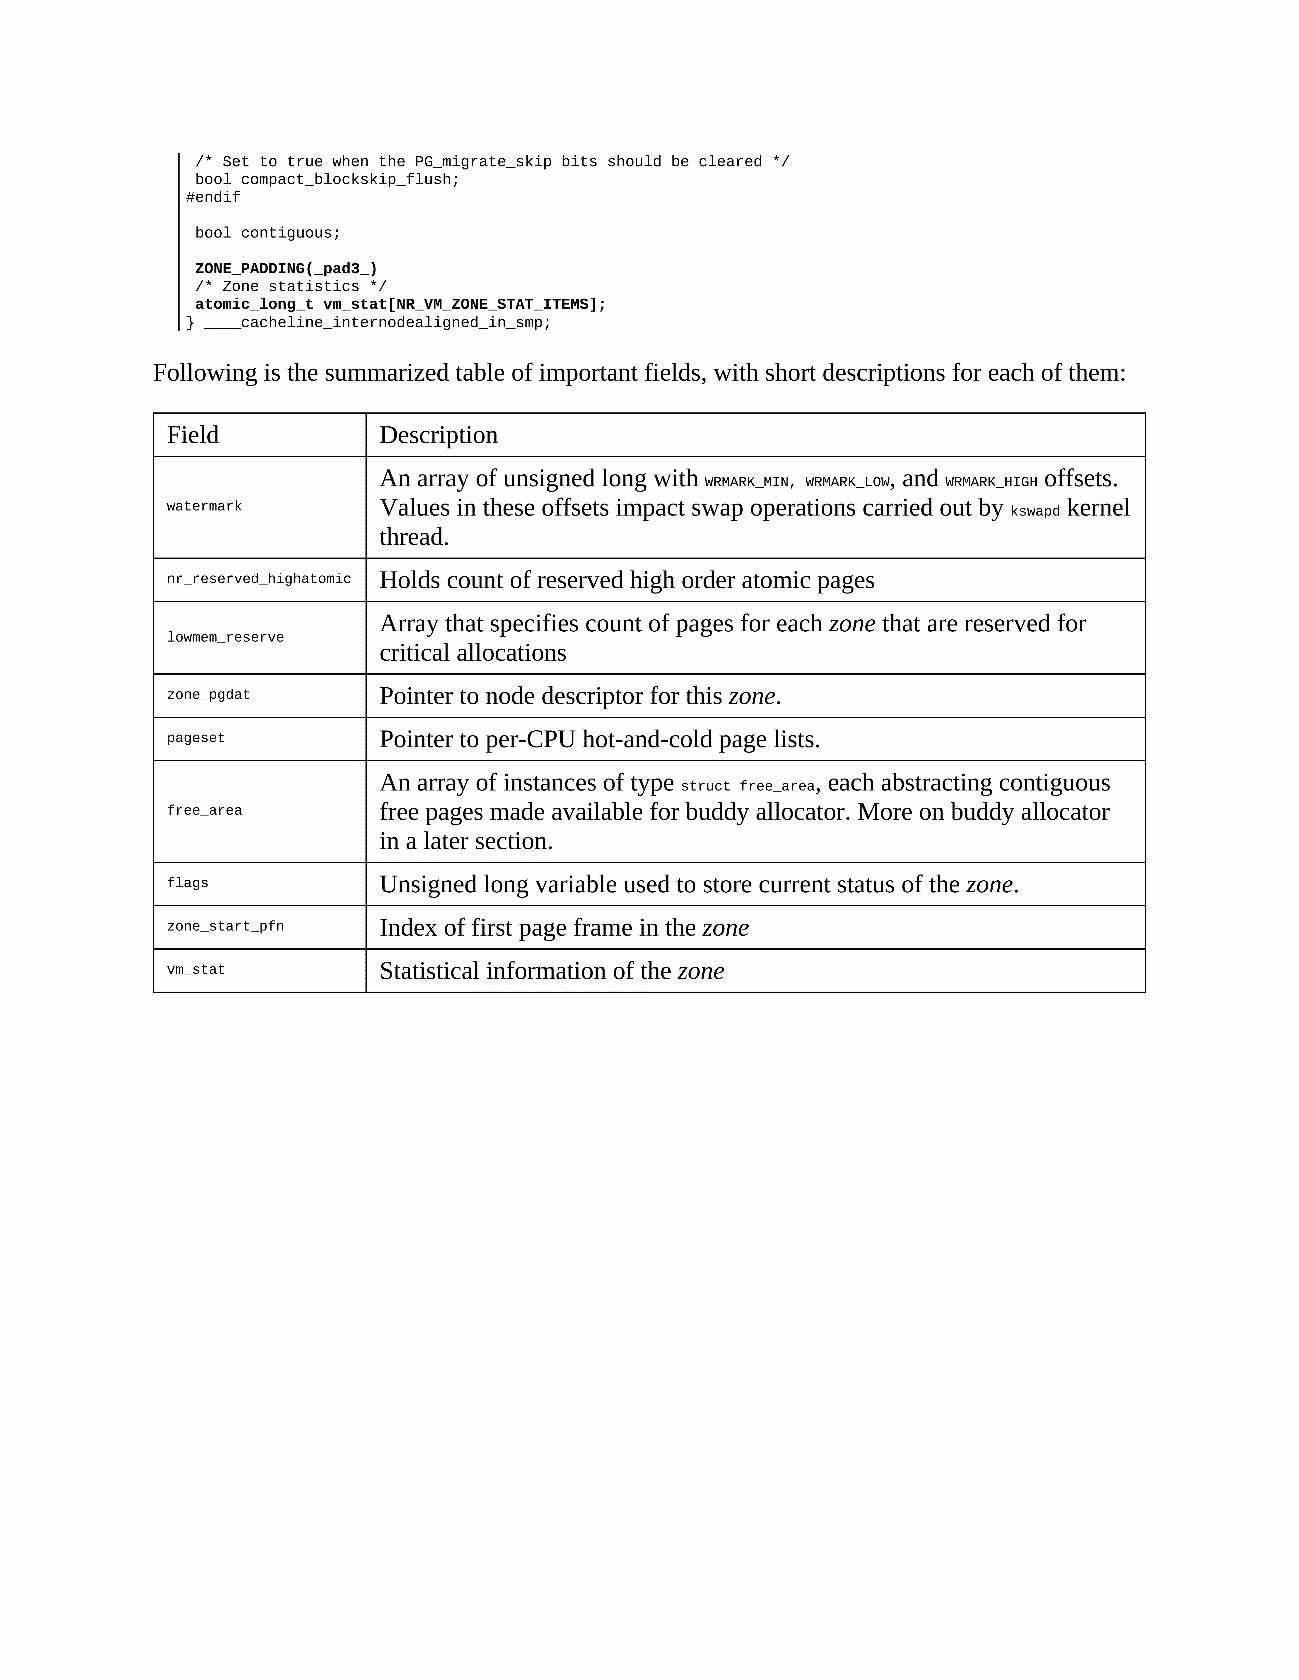 /* Set to true when the PG_migrate_skip bits should be cleared */
bool compact_blockskip_flush;
#endif
bool contiguous;
ZONE_PADDING(_pad3_)
/* Zone statistics */
atomic_long_t vm_stat[NR_VM_ZONE_STAT_ITEMS];
} ____cacheline_internodealigned_in_smp;
Following is the summarized table of important fields, with short descriptions for each of them:
Field Description
watermark An array of unsigned long with WRMARK_MIN, WRMARK_LOW, and WRMARK_HIGH offsets.
Values in these offsets impact swap operations carried out by kswapd kernel
thread.
nr_reserved_highatomic Holds count of reserved high order atomic pages
lowmem_reserve Array that specifies count of pages for each zone that are reserved for
critical allocations
zone pgdat Pointer to node descriptor for this zone.
pageset Pointer to per-CPU hot-and-cold page lists.
free_area An array of instances of type struct free_area, each abstracting contiguous
free pages made available for buddy allocator. More on buddy allocator
in a later section.
flags Unsigned long variable used to store current status of the zone.
zone_start_pfn Index of first page frame in the zone
vm_stat Statistical information of the zone